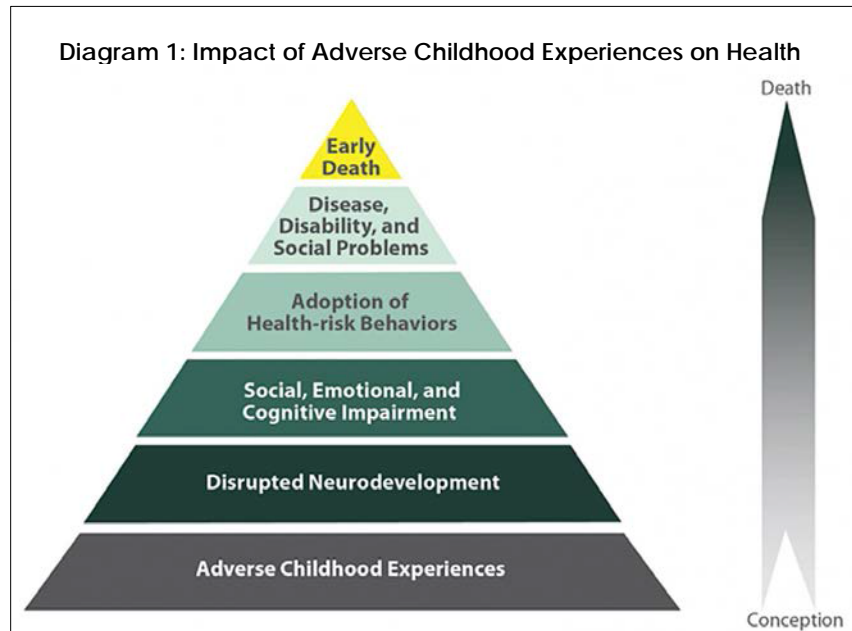 Diagram 1: Impact of Adverse Childhood Experiences on Health
Death
Early
Death
Disease,
Disability, and
Social Problems
Adoption of
Health-risk Behaviors
Social, Emotional, and
Cognitive Impairment
Disrupted Neurodevelopment
Adverse Childhood Experiences
Conception